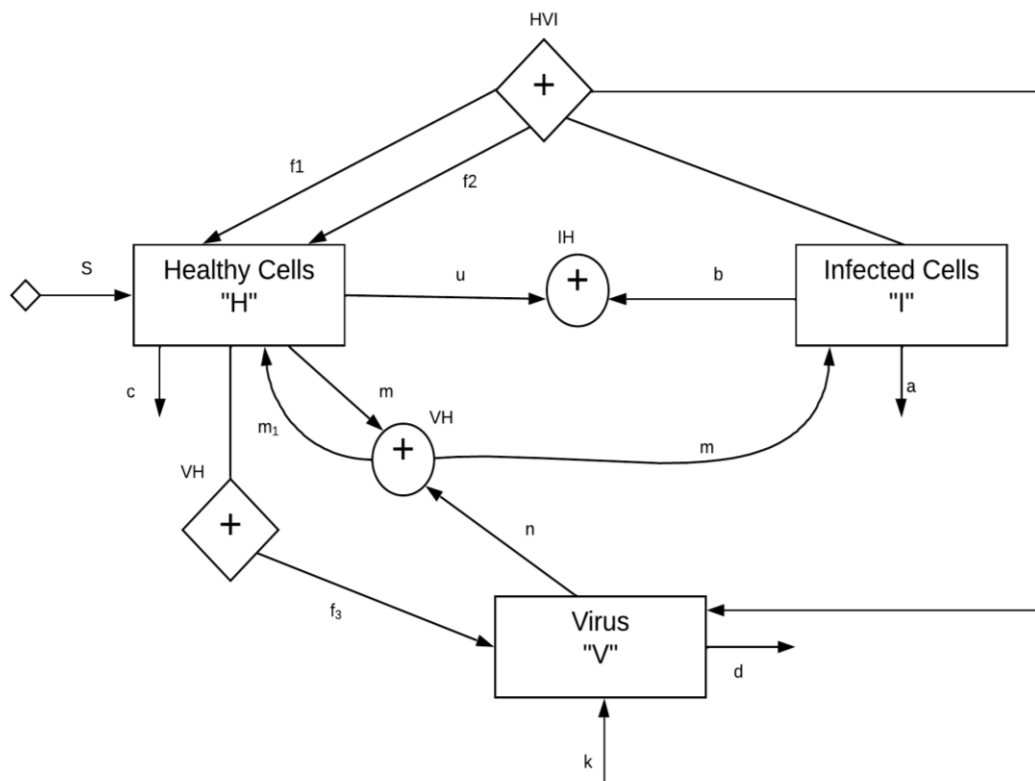 HVI
+
f1
f2
S
Healthy Cells
"H"
u
IH
+
b
Infected Cells
"I"
c
m
a
m₁
VH
+
m
VH
+
n
f₃
Virus
"V"
d
k